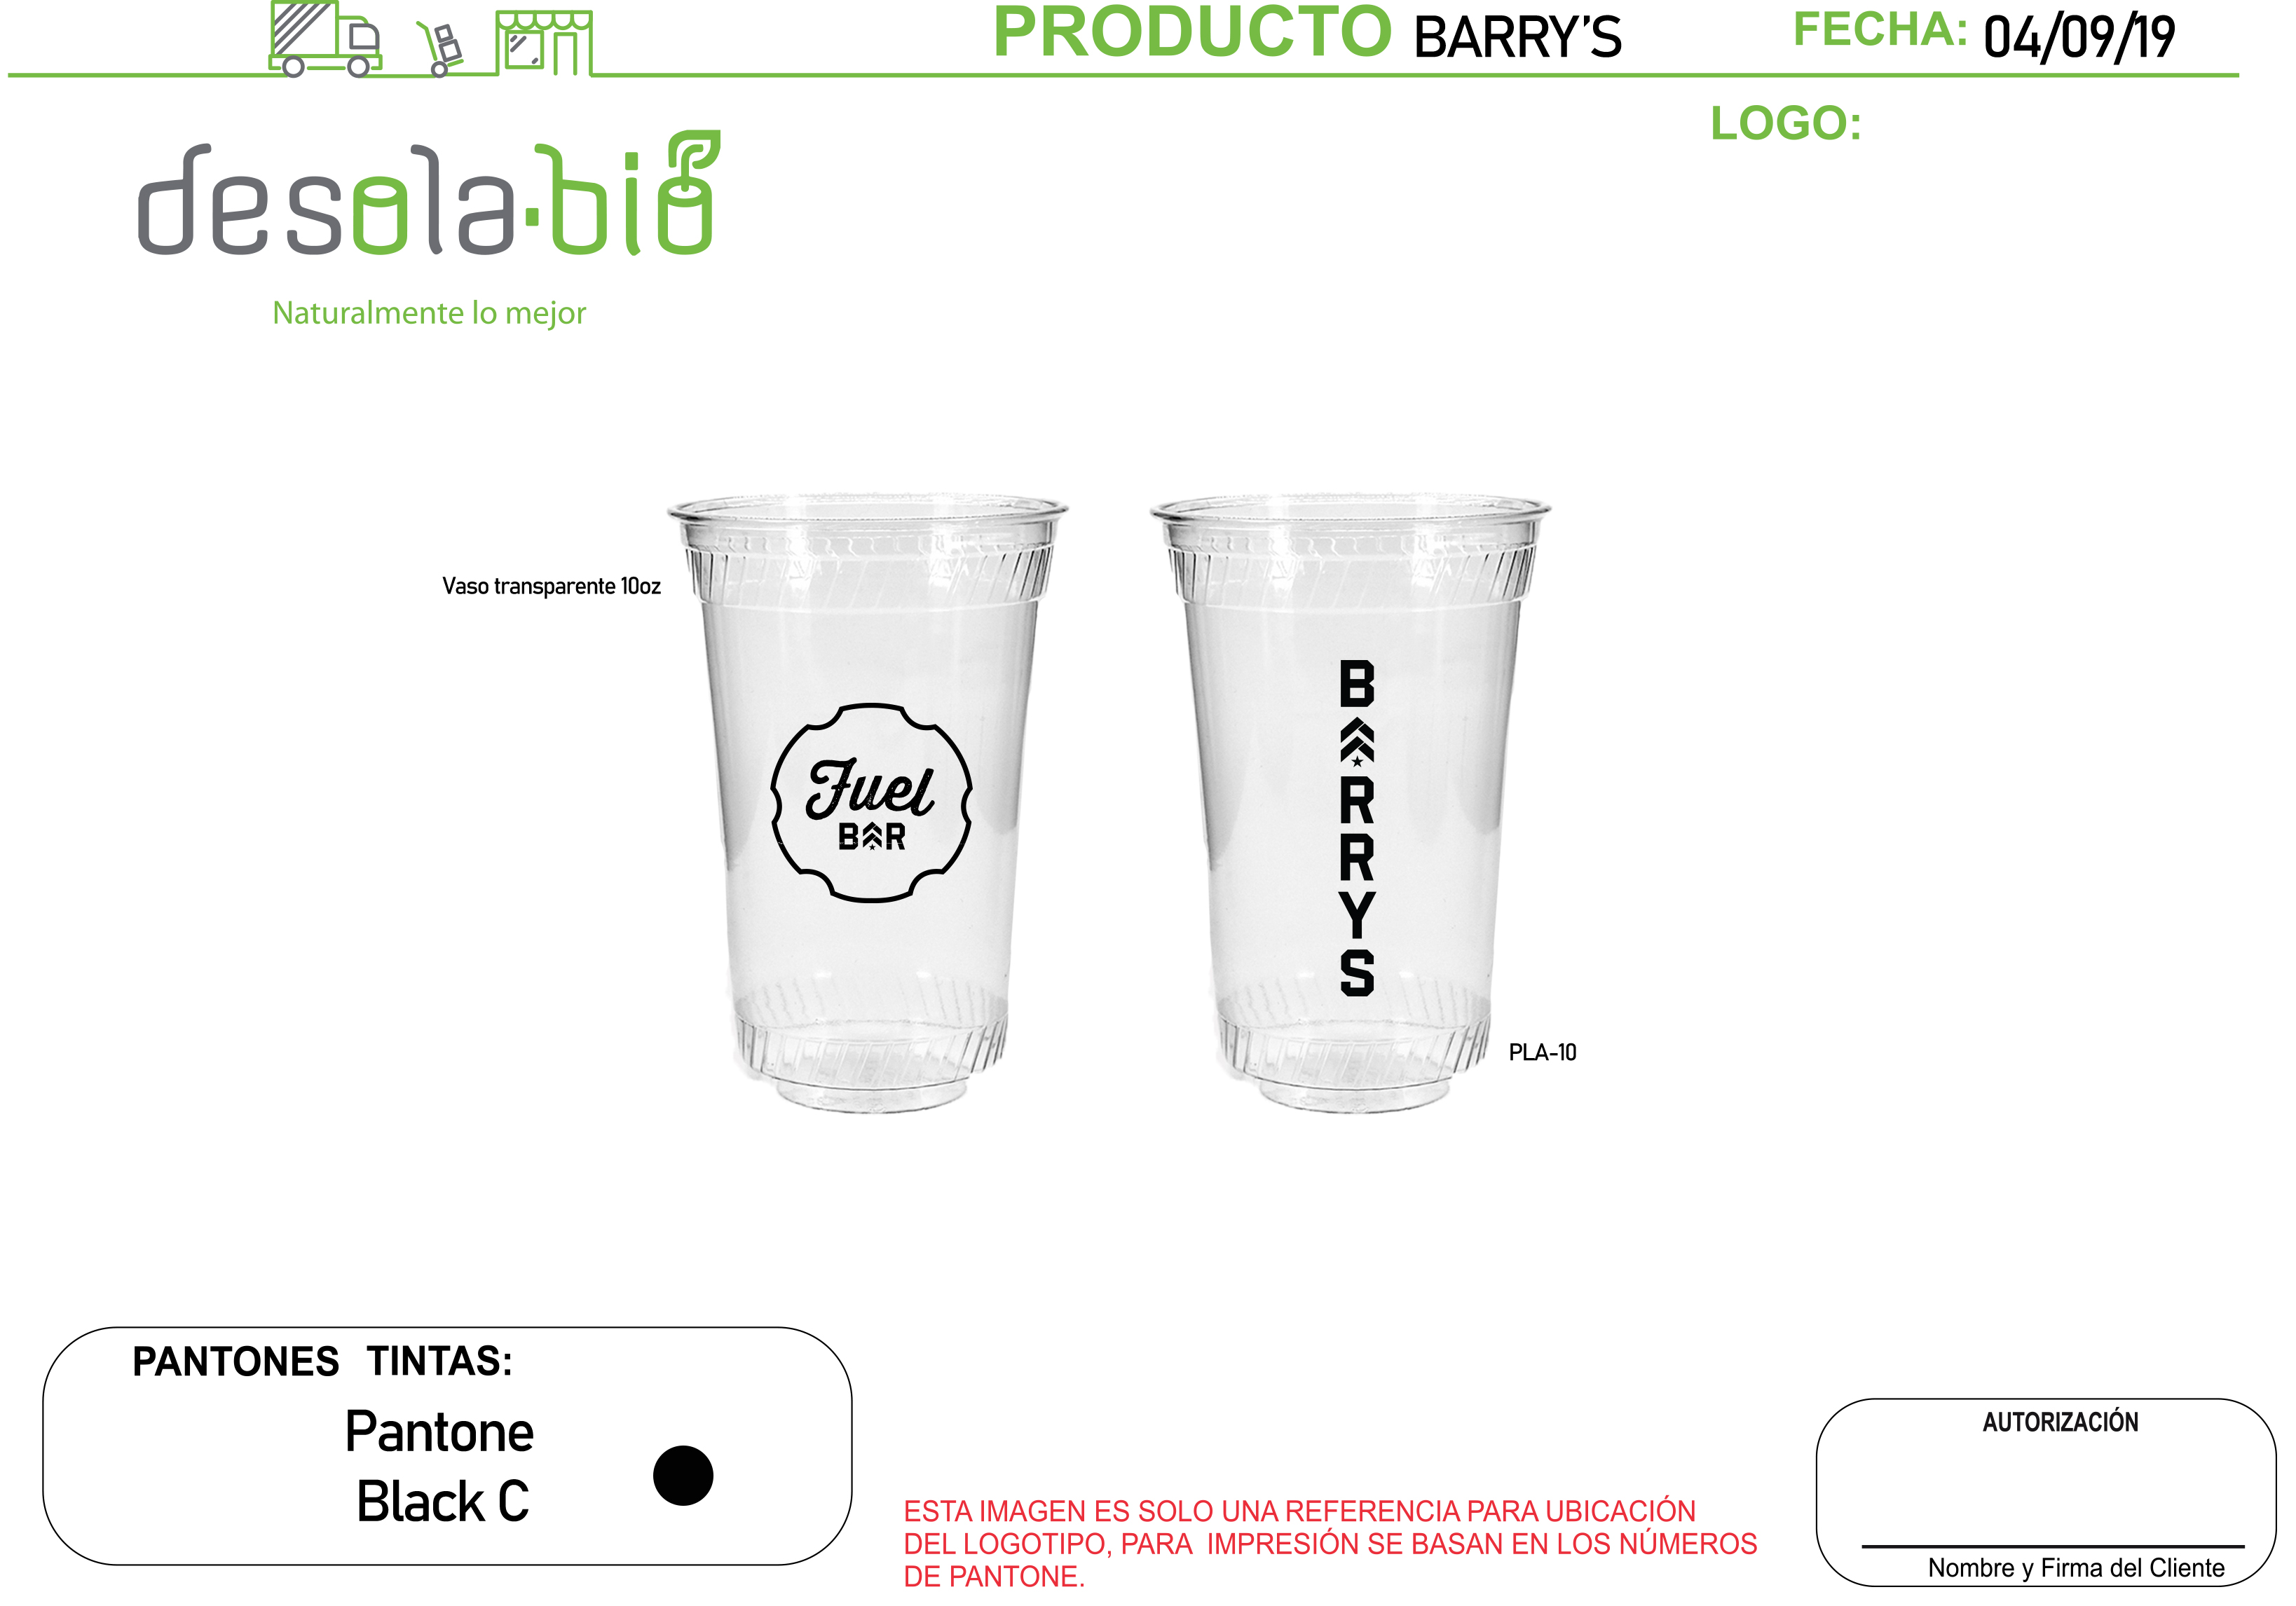 PRODUCTO BARRY'S
FECHA: 04/09/19
LOGO:
desola·bio
Naturalmente lo mejor
Vaso transparente 10oz
Fuel
BAR
BARRYS
PLA-10
PANTONES TINTAS:
Pantone
Black C
ESTA IMAGEN ES SOLO UNA REFERENCIA PARA UBICACIÓN
DEL LOGOTIPO, PARA IMPRESIÓN SE BASAN EN LOS NÚMEROS
DE PANTONE.
AUTORIZACIÓN
Nombre y Firma del Cliente